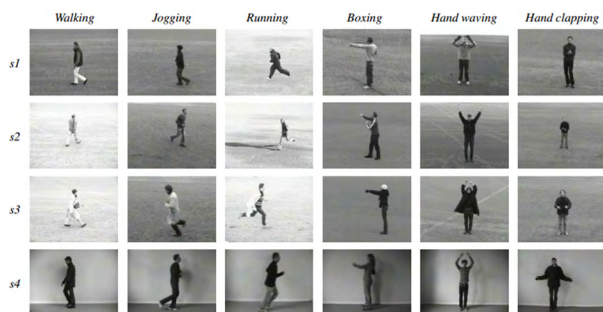 Walking Jogging Running Boxing Hand waving Hand clapping
s1
s2
s3
s4